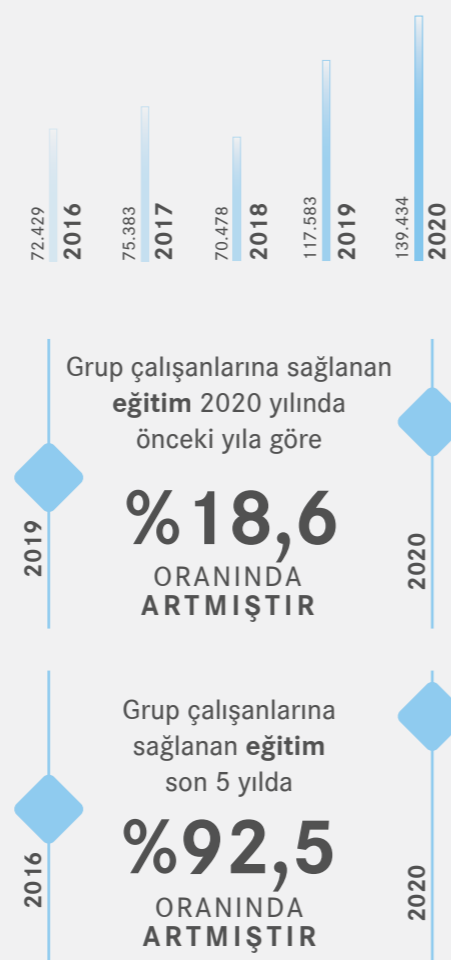 72.429
2016
75.383
2017
70.478
2018
117.583
2019
139.434
2020
Grup çalışanlarına sağlanan
eğitim 2020 yılında
önceki yıla göre
%18,6
ORANINDA
ARTMIŞTIR
2019
2020
Grup çalışanlarına
sağlanan eğitim
son 5 yılda
%92,5
ORANINDA
ARTMIŞTIR
2016
2020